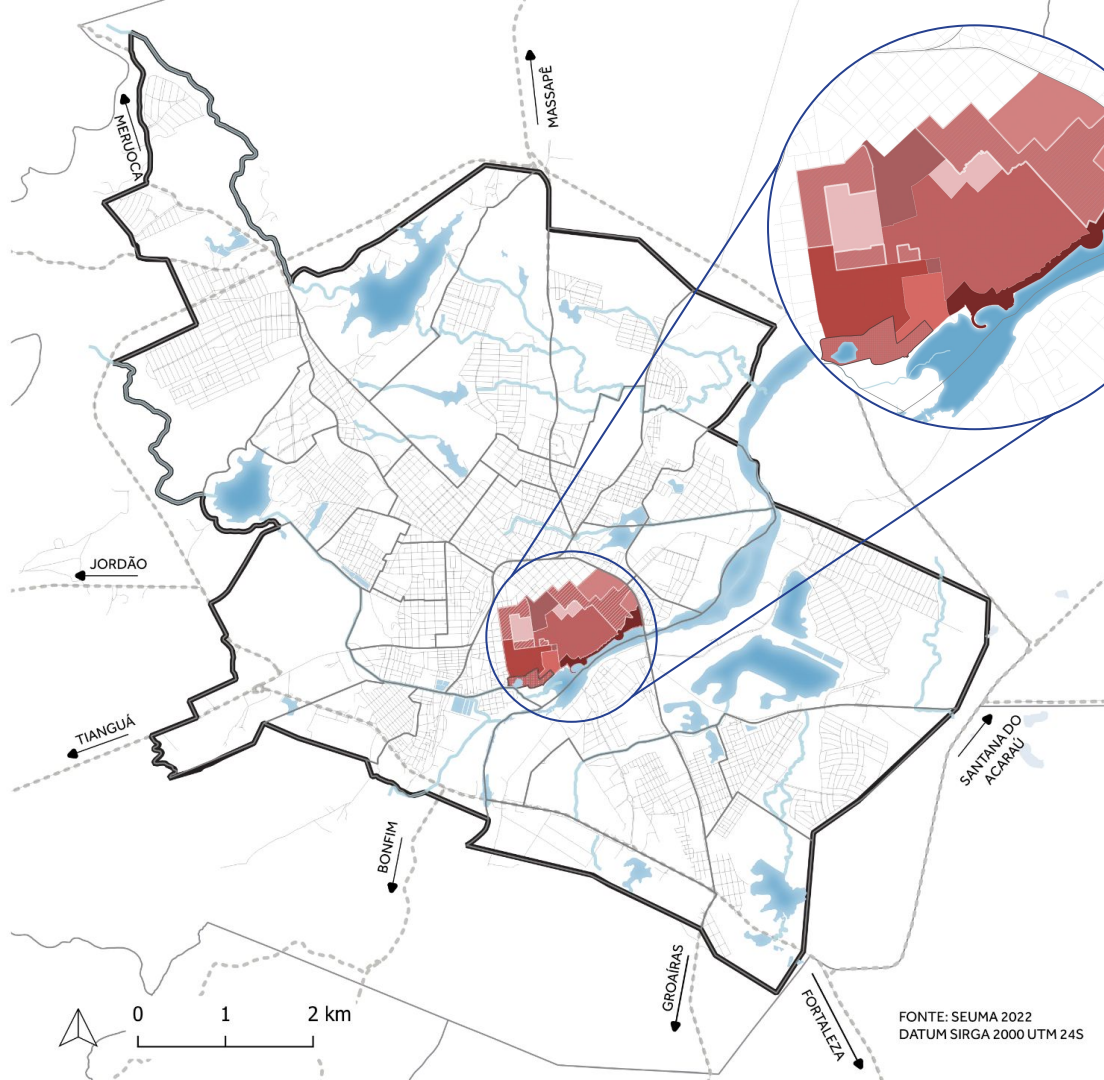 MASSAPÊ
MERUOCA
JORDÃO
TIANGUÁ
SANTANA DO
ACARAÚ
BONFIM
GROAÍRAS
FORTALEZA
0 1 2 km
FONTE: SEUMA 2022
DATUM SIRGA 2000 UTM 24S